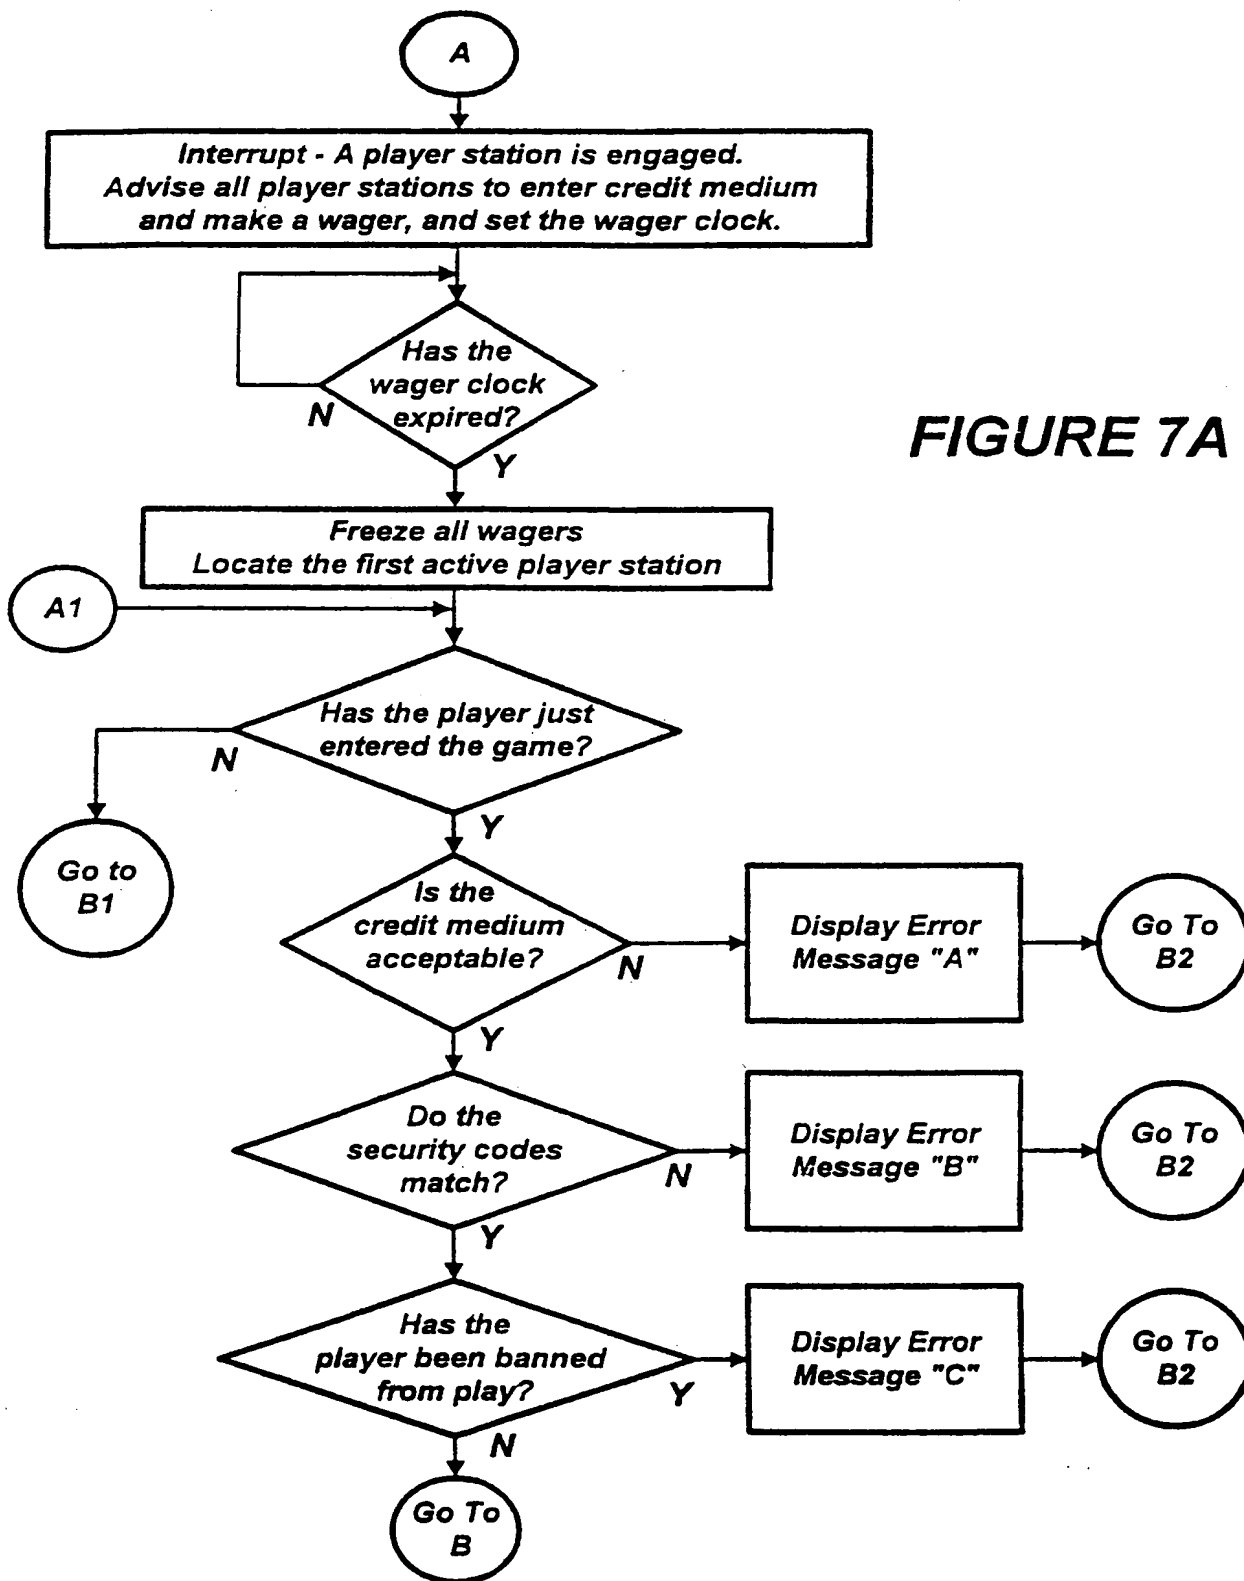 A
Interrupt - A player station is engaged.
Advise all player stations to enter credit medium
and make a wager, and set the wager clock.
Has the
wager clock
expired?
N
Y
FIGURE 7A
Freeze all wagers
Locate the first active player station
A1
Has the player just
entered the game?
N
Y
Go to
B1
Is the
credit medium
acceptable?
N
Y
Display Error
Message "A"
Go To
B2
Do the
security codes
match?
N
Y
Display Error
Message "B"
Go To
B2
Has the
player been banned
from play?
Y
N
Display Error
Message "C"
Go To
B2
Go To
B